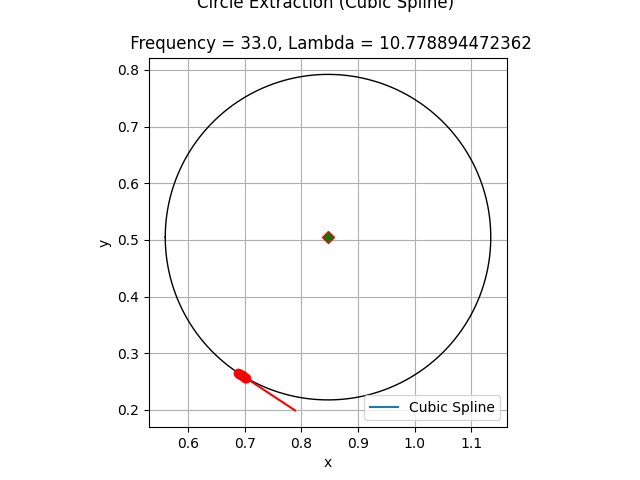 Circle Extraction (Cubic Spline)
Frequency = 33.0, Lambda = 10.778894472362
0.8
0.7
0.6
0.5
0.4
0.3
0.2
y
0.6 0.7 0.8 0.9 1.0 1.1
x
Cubic Spline